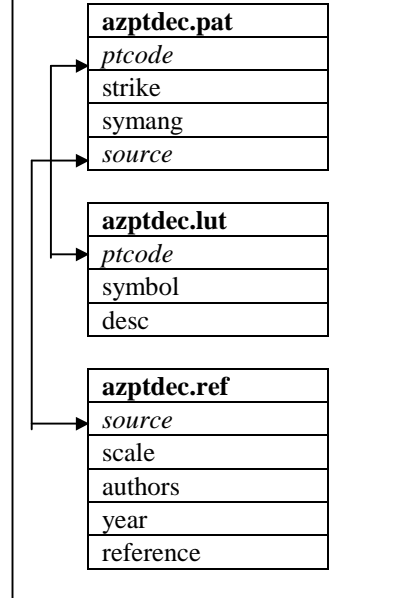 azptdec.pat
ptcode
strike
symang
source
azptdec.lut
ptcode
symbol
desc
azptdec.ref
source
scale
authors
year
reference